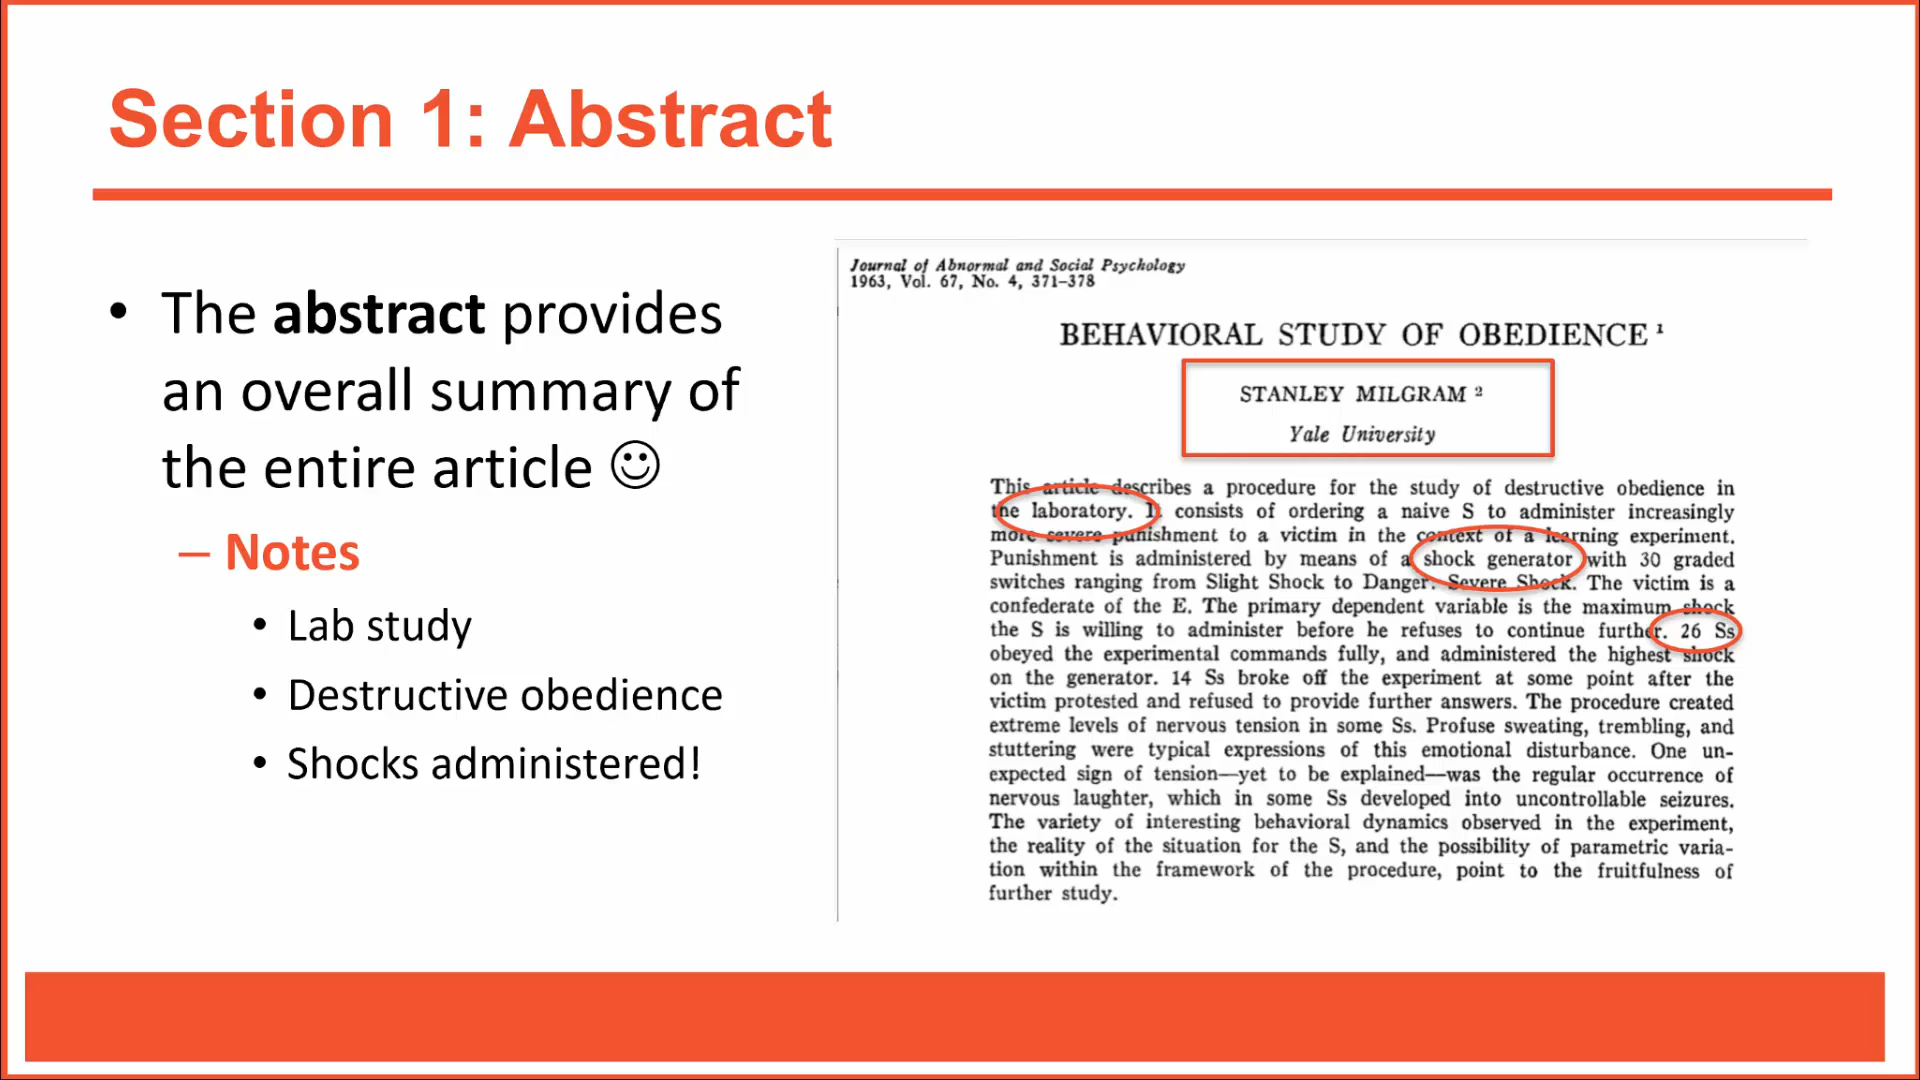 Section 1: Abstract
• The abstract provides
an overall summary of
the entire article ☺
– Notes
• Lab study
• Destructive obedience
• Shocks administered!
Journal of Abnormal and Social Psychology
1963, Vol. 67, No. 4, 371–378
BEHAVIORAL STUDY OF OBEDIENCE ¹
STANLEY MILGRAM ²
Yale University
This article describes a procedure for the study of destructive obedience in
the laboratory. It consists of ordering a naive S to administer increasingly
more severe punishment to a victim in the context of a learning experiment.
Punishment is administered by means of a shock generator with 30 graded
switches ranging from Slight Shock to Danger: Severe Shock. The victim is a
confederate of the E. The primary dependent variable is the maximum shock
the S is willing to administer before he refuses to continue further. 26 Ss
obeyed the experimental commands fully, and administered the highest shock
on the generator. 14 Ss broke off the experiment at some point after the
victim protested and refused to provide further answers. The procedure created
extreme levels of nervous tension in some Ss. Profuse sweating, trembling, and
stuttering were typical expressions of this emotional disturbance. One un-
expected sign of tension—yet to be explained—was the regular occurrence of
nervous laughter, which in some Ss developed into uncontrollable seizures.
The variety of interesting behavioral dynamics observed in the experiment,
the reality of the situation for the S, and the possibility of parametric varia-
tion within the framework of the procedure, point to the fruitfulness of
further study.